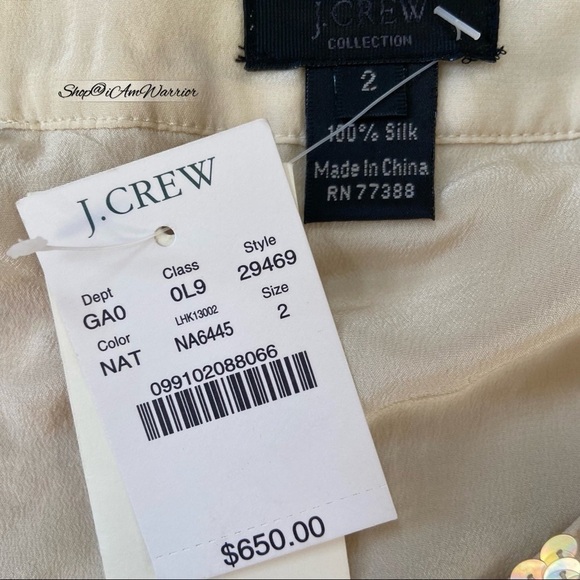 J.CREW
COLLECTION
Shop@iAmWarrior
2
100% Silk
Made In China
RN 77388
J.CREW
Dept Class Style
GA0 0L9 29469
Color LHK13002 Size
NAT NA6445 2
099102088066
$650.00